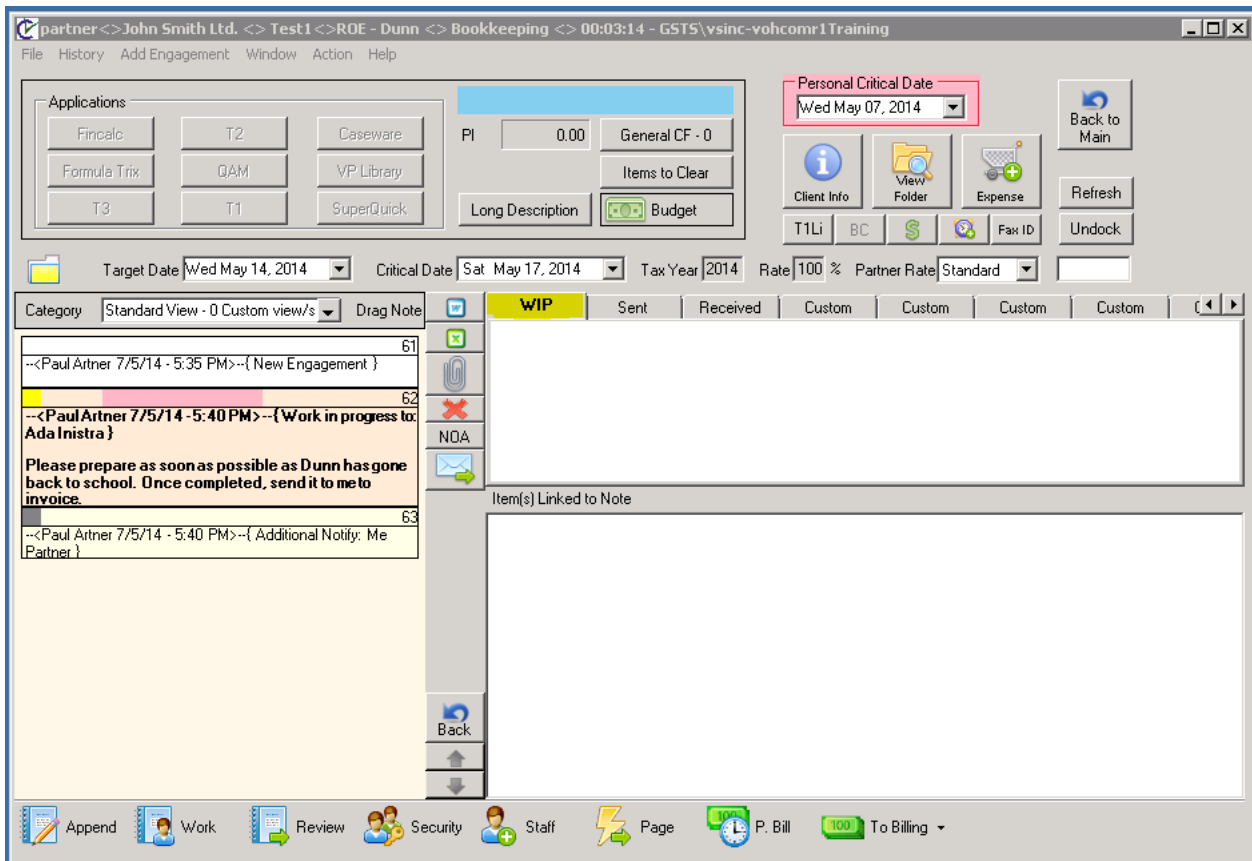 partner<>John Smith Ltd. <> Test1<>ROE - Dunn <> Bookkeeping <> 00:03:14 - GSTS\vsinc-vohcomr1Training
File History Add Engagement Window Action Help
Applications
Fincalc T2 Caseware
Formula Trix QAM VP Library
T3 T1 SuperQuick
PI 0.00 General CF - 0
Items to Clear
Long Description Budget
Personal Critical Date
Wed May 07, 2014
Back to
Main
Client Info View
Folder Expense
Refresh
T1Li BC $ Fax ID Undock
Target Date Wed May 14, 2014 Critical Date Sat May 17, 2014 Tax Year 2014 Rate 100 % Partner Rate Standard
Category Standard View - 0 Custom view/s Drag Note
WIP Sent Received Custom Custom Custom Custom
61
--<Paul Artner 7/5/14 - 5:35 PM>--{ New Engagement }
62
--<Paul Artner 7/5/14 - 5:40 PM>--{ Work in progress to:
Ada Inistra }
Please prepare as soon as possible as Dunn has gone
back to school. Once completed, send it to me to
invoice.
63
--<Paul Artner 7/5/14 - 5:40 PM>--{ Additional Notify: Me
Partner }
NOA
Item(s) Linked to Note
Back
Append Work Review Security Staff Page 100 P. Bill 100 To Billing